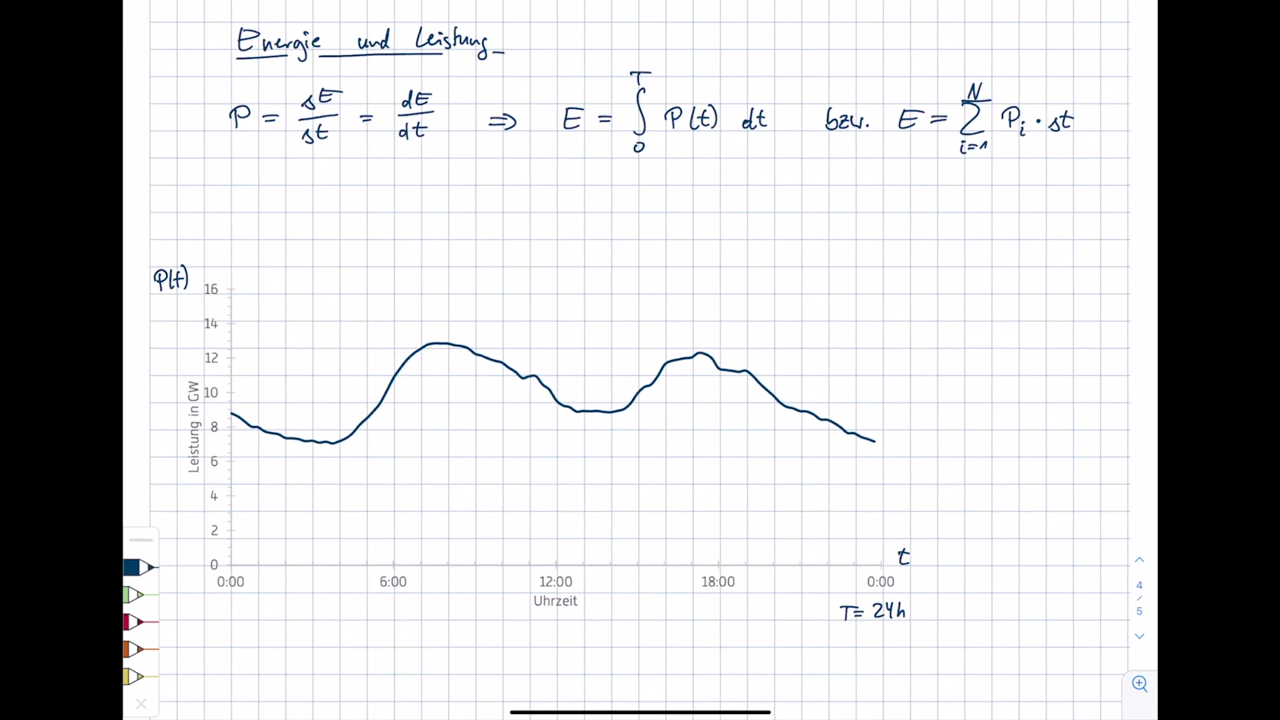 Energie und Leistung
P = ΔE/Δt = dE/dt ⇒ E = ∫₀ᵀ P(t) dt bzw. E = ∑ᵢ₌₁ᴺ Pᵢ · Δt
P(t)
16
14
12
10
8
6
4
2
0
Leistung in GW
0:00 6:00 12:00 18:00 0:00
t
Uhrzeit
T = 24h
4
/
5